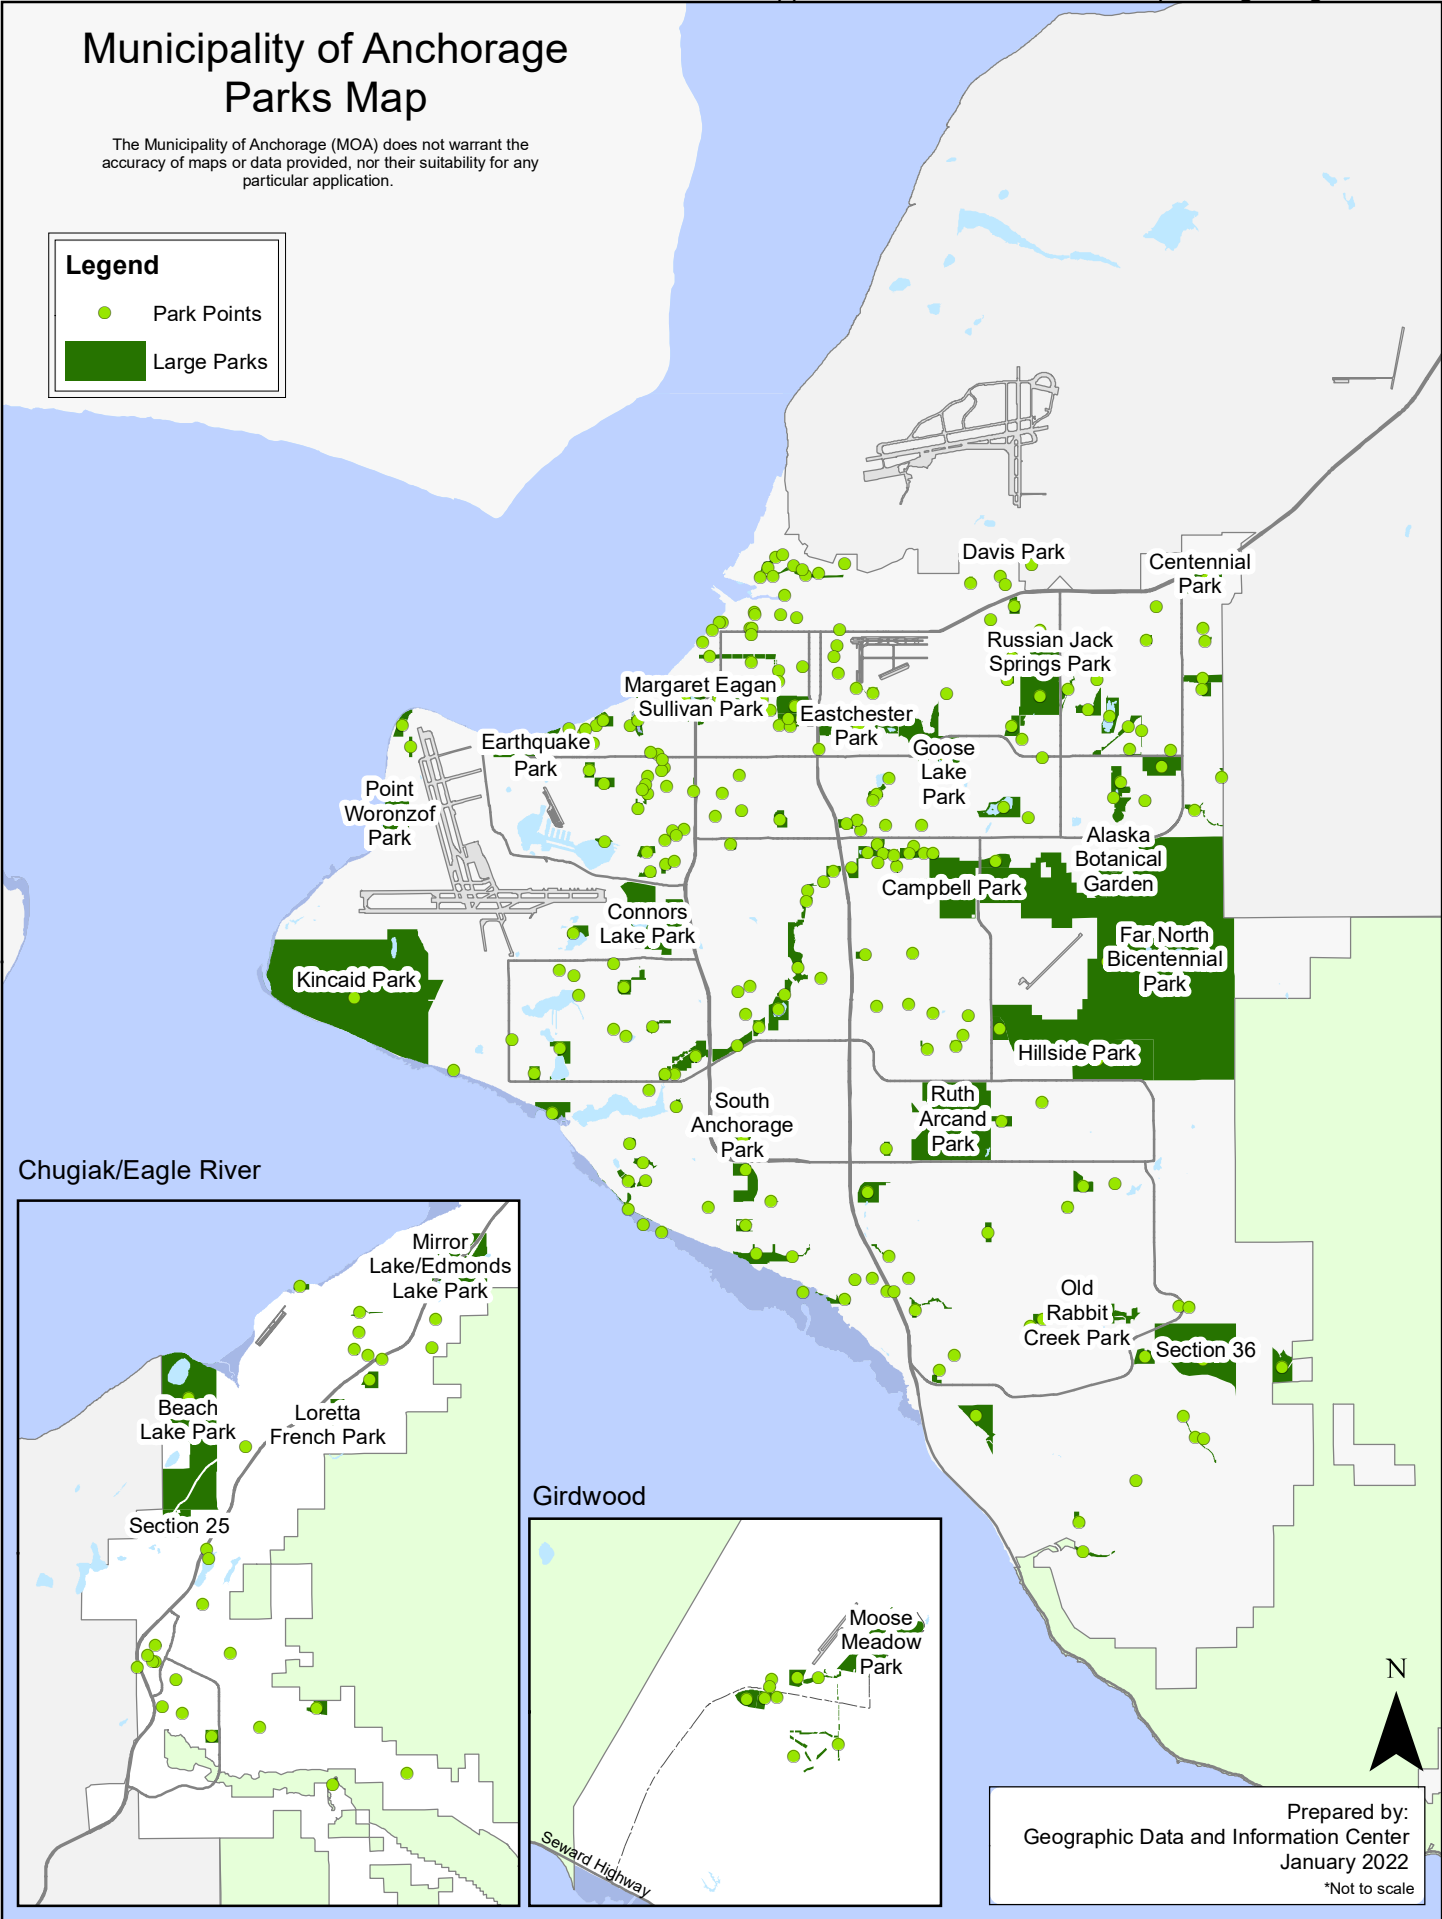 Municipality of Anchorage
Parks Map
The Municipality of Anchorage (MOA) does not warrant the
accuracy of maps or data provided, nor their suitability for any
particular application.
Legend
Park Points
Large Parks
Davis Park
Centennial
Park
Russian Jack
Springs Park
Margaret Eagan
Sullivan Park
Eastchester
Park
Earthquake
Park
Goose
Lake
Park
Point
Woronzof
Park
Alaska
Botanical
Garden
Campbell Park
Connors
Lake Park
Far North
Bicentennial
Park
Kincaid Park
Hillside Park
Ruth
Arcand
Park
South
Anchorage
Park
Old
Rabbit
Creek Park
Section 36
Chugiak/Eagle River
Mirror
Lake/Edmonds
Lake Park
Beach
Lake Park
Loretta
French Park
Section 25
Girdwood
Moose
Meadow
Park
Seward Highway
N
Prepared by:
Geographic Data and Information Center
January 2022
*Not to scale